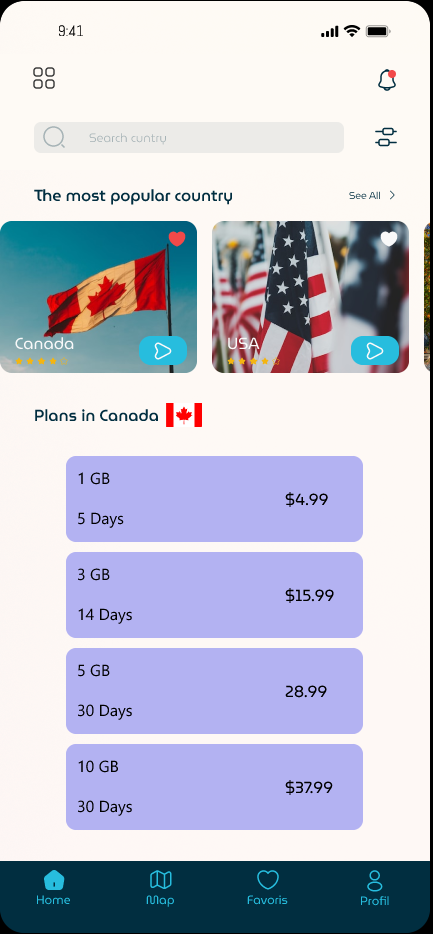 9:41
Search cuntry
The most popular country
See All
Canada
USA
Plans in Canada
1 GB
$4.99
5 Days
3 GB
$15.99
14 Days
5 GB
28.99
30 Days
10 GB
$37.99
30 Days
Home
Map
Favoris
Profil